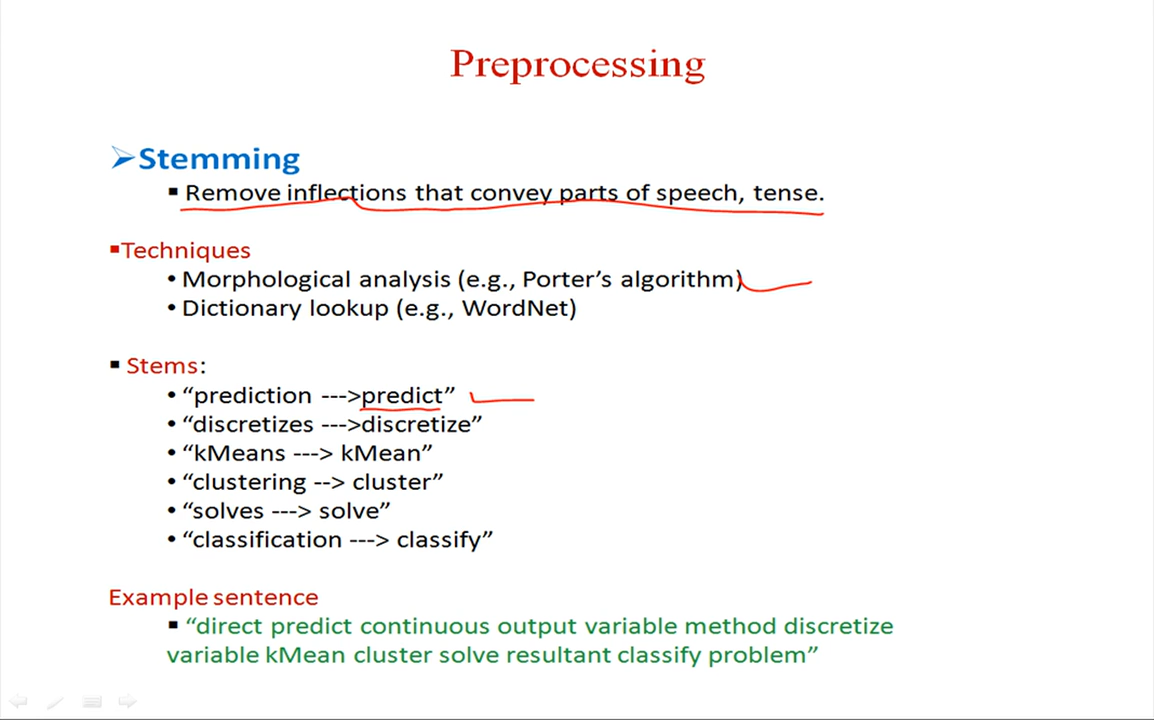 Preprocessing
➢Stemming
▪ Remove inflections that convey parts of speech, tense.
▪Techniques
• Morphological analysis (e.g., Porter’s algorithm)
• Dictionary lookup (e.g., WordNet)
▪ Stems:
• “prediction --->predict”
• “discretizes --->discretize”
• “kMeans ---> kMean”
• “clustering --> cluster”
• “solves ---> solve”
• “classification ---> classify”
Example sentence
▪ “direct predict continuous output variable method discretize
variable kMean cluster solve resultant classify problem”